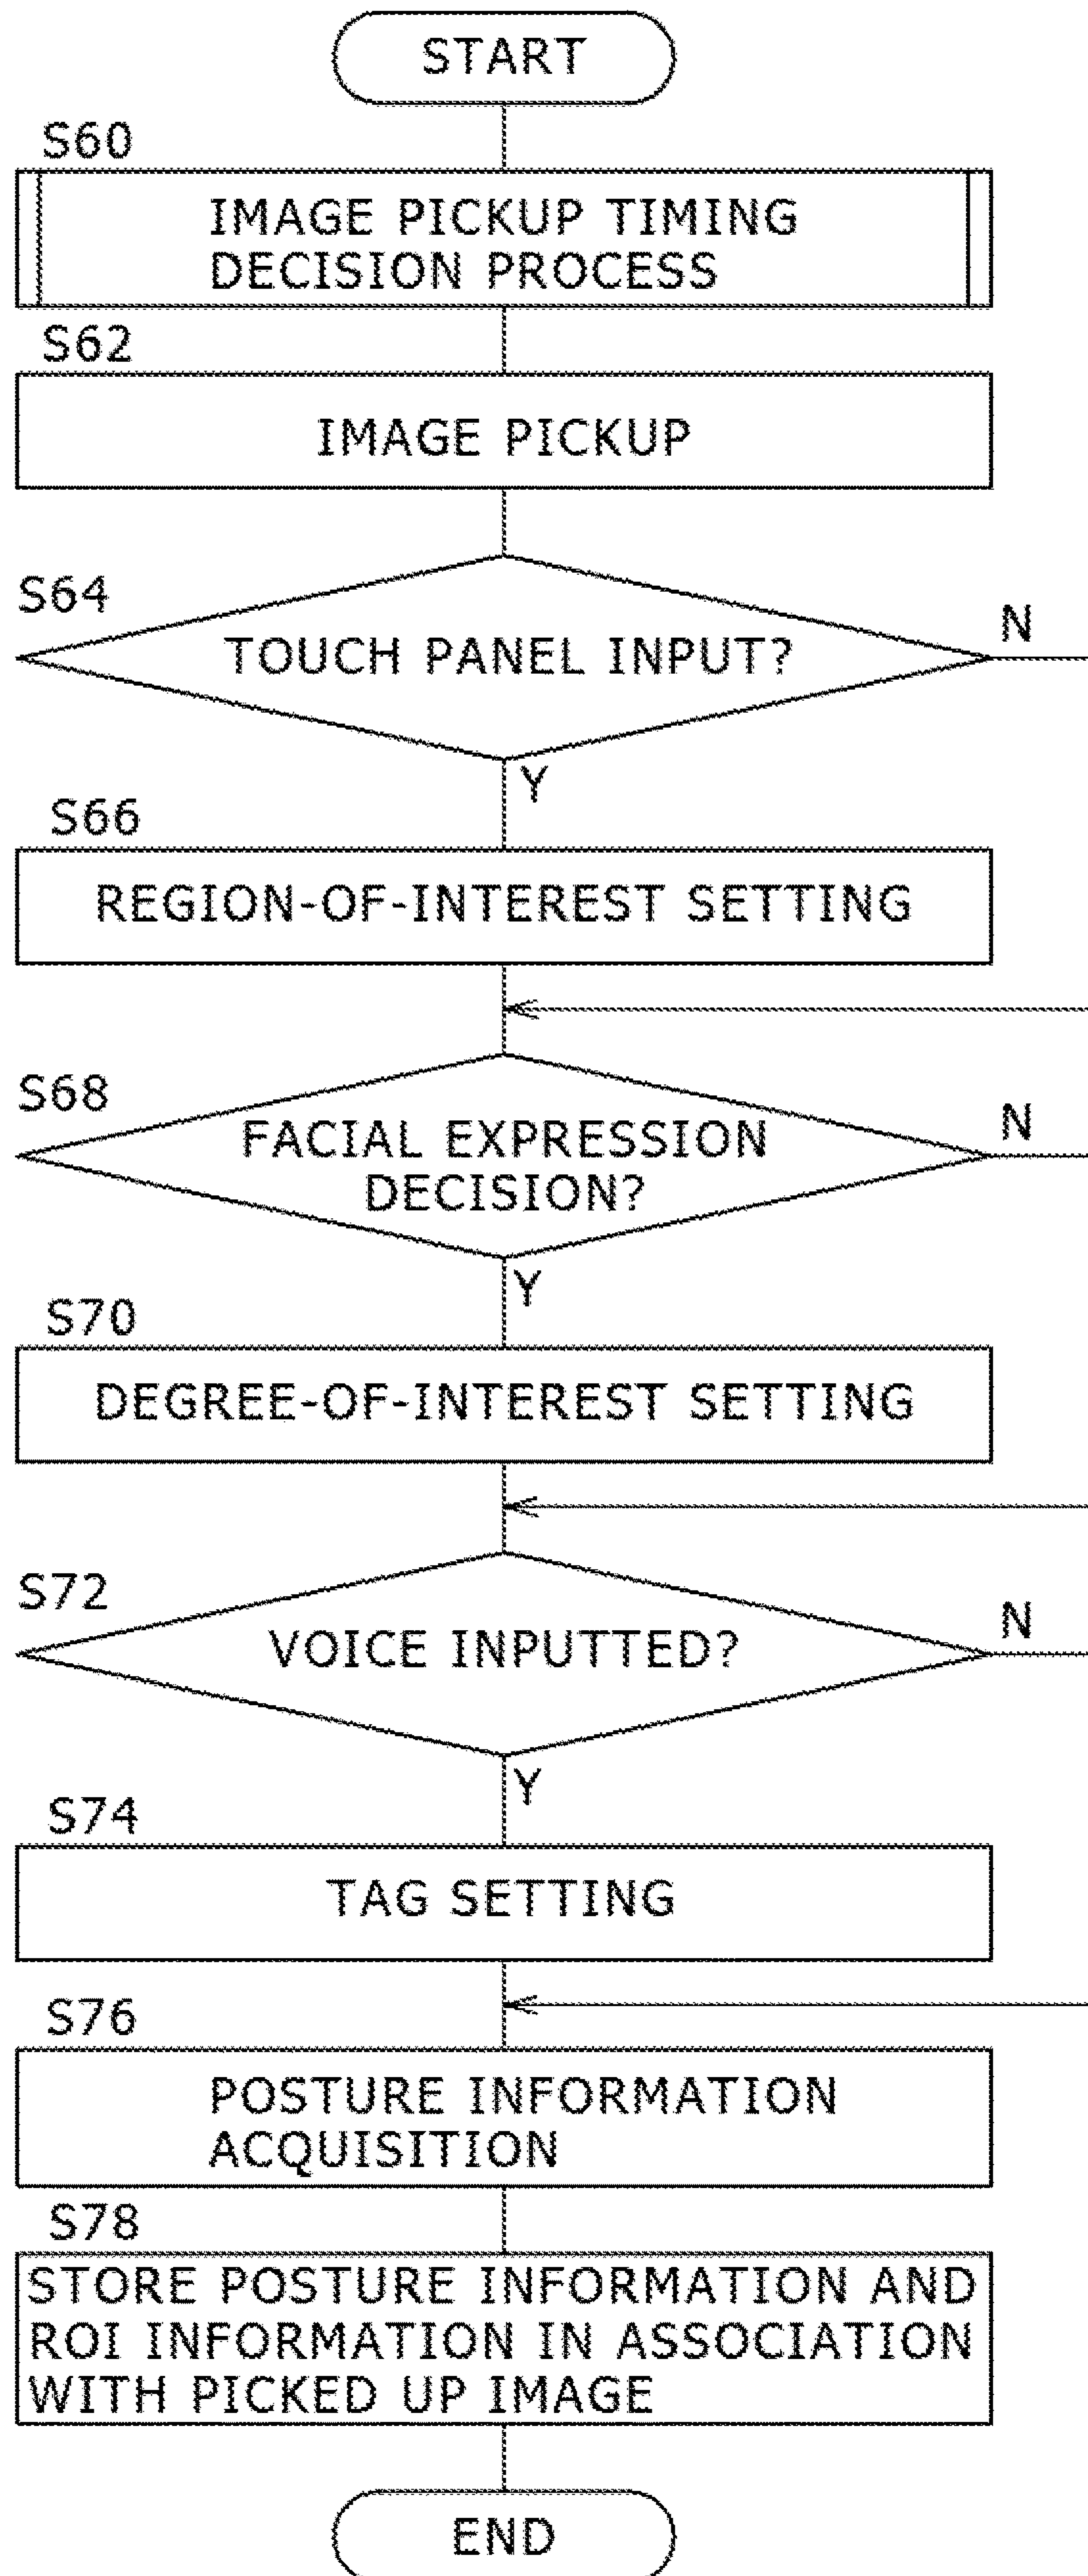 START
S60
IMAGE PICKUP TIMING
DECISION PROCESS
S62
IMAGE PICKUP
S64
TOUCH PANEL INPUT?
N
Y
S66
REGION-OF-INTEREST SETTING
S68
FACIAL EXPRESSION
DECISION?
N
Y
S70
DEGREE-OF-INTEREST SETTING
S72
VOICE INPUTTED?
N
Y
S74
TAG SETTING
S76
POSTURE INFORMATION
ACQUISITION
S78
STORE POSTURE INFORMATION AND
ROI INFORMATION IN ASSOCIATION
WITH PICKED UP IMAGE
END